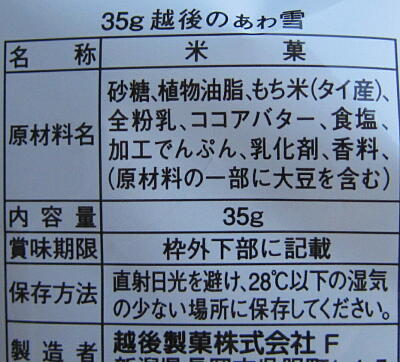 35g 越後のあわ雪
名称 米菓
原材料名 砂糖、植物油脂、もち米(タイ産)、
全粉乳、ココアバター、食塩、
加工でんぷん、乳化剤、香料、
(原材料の一部に大豆を含む)
内容量 35g
賞味期限 枠外下部に記載
保存方法 直射日光を避け、28℃以下の湿気
の少ない場所に保存してください。
製造者 越後製菓株式会社 F